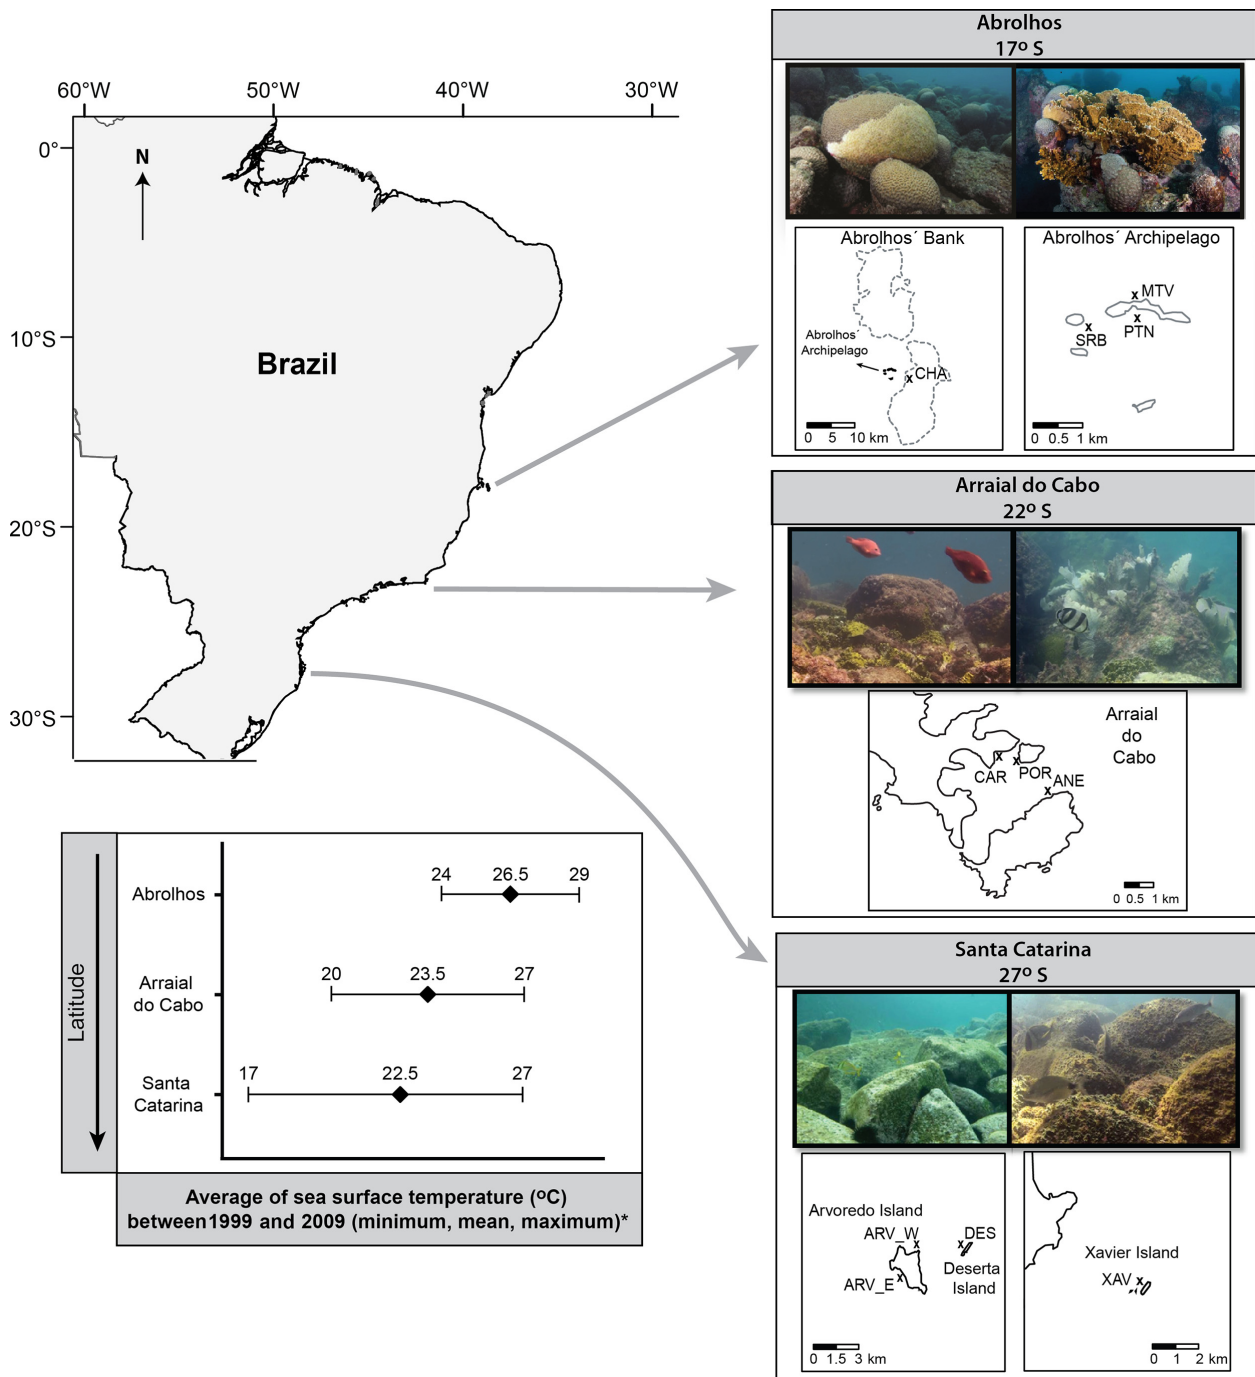 60°W 50°W 40°W 30°W
0°
10°S
20°S
30°S
N
Brazil
Abrolhos
17º S
Abrolhos´ Bank
Abrolhos´
Archipelago
CHA
0 5 10 km
Abrolhos´ Archipelago
MTV
PTN
SRB
0 0.5 1 km
Arraial do Cabo
22º S
Arraial
do
Cabo
CAR POR ANE
0 0.5 1 km
Santa Catarina
27º S
Arvoredo Island
ARV_W
ARV_E
DES
Deserta
Island
0 1.5 3 km
Xavier Island
XAV
0 1 2 km
Latitude
Abrolhos
24 26.5 29
Arraial
do Cabo
20 23.5 27
Santa
Catarina
17 22.5 27
Average of sea surface temperature (ºC)
between1999 and 2009 (minimum, mean, maximum)*